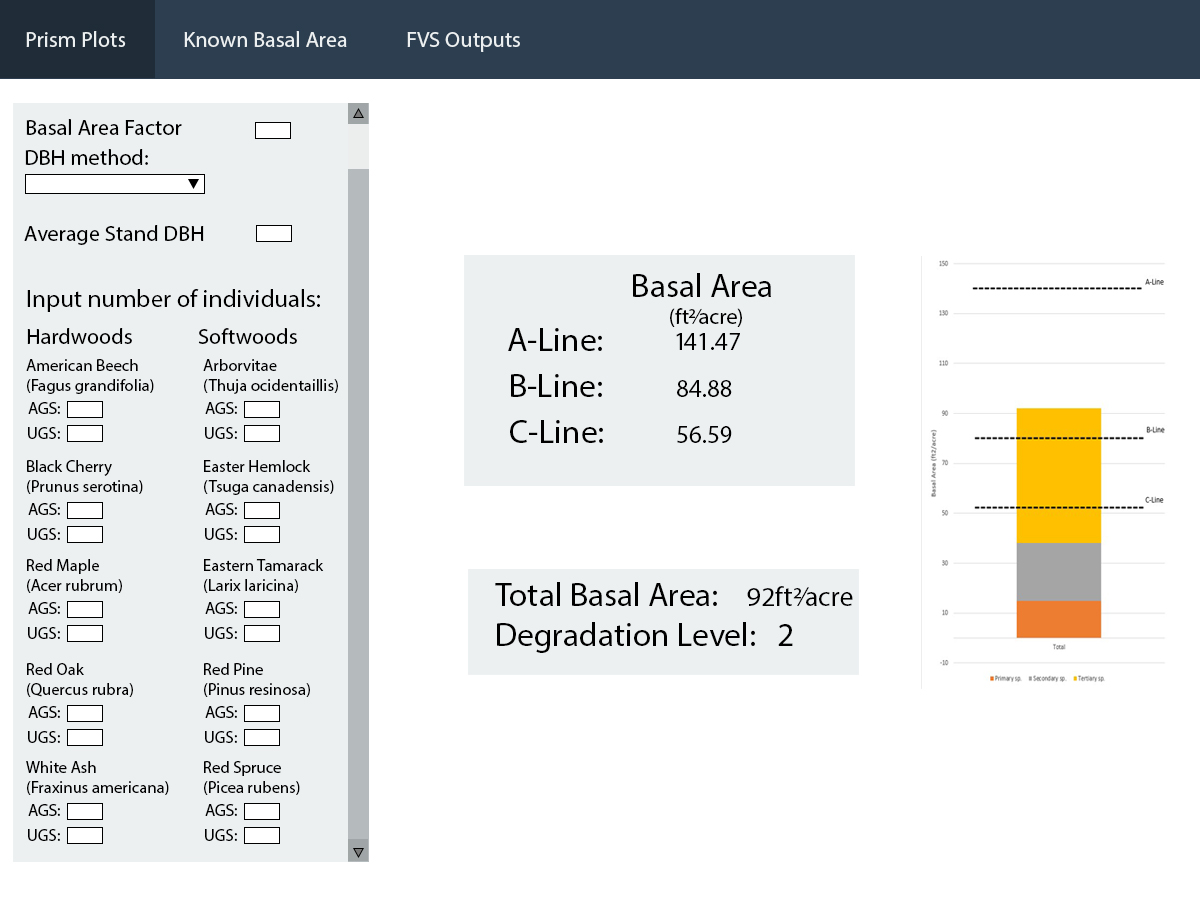 Prism Plots
Known Basal Area
FVS Outputs
Basal Area Factor
DBH method:
Average Stand DBH
Input number of individuals:
Hardwoods
Softwoods
American Beech
(Fagus grandifolia)
AGS:
UGS:
Arborvitae
(Thuja ocidentaillis)
AGS:
UGS:
Black Cherry
(Prunus serotina)
AGS:
UGS:
Easter Hemlock
(Tsuga canadensis)
AGS:
UGS:
Red Maple
(Acer rubrum)
AGS:
UGS:
Eastern Tamarack
(Larix laricina)
AGS:
UGS:
Red Oak
(Quercus rubra)
AGS:
UGS:
Red Pine
(Pinus resinosa)
AGS:
UGS:
White Ash
(Fraxinus americana)
AGS:
UGS:
Red Spruce
(Picea rubens)
AGS:
UGS:
Basal Area
(ft²/acre)
A-Line: 141.47
B-Line: 84.88
C-Line: 56.59
Total Basal Area: 92ft²/acre
Degradation Level: 2
Basal Area (ft2/acre)
150
130
110
90
70
50
30
10
-10
A-Line
B-Line
C-Line
Total
Primary sp. Secondary sp. Tertiary sp.